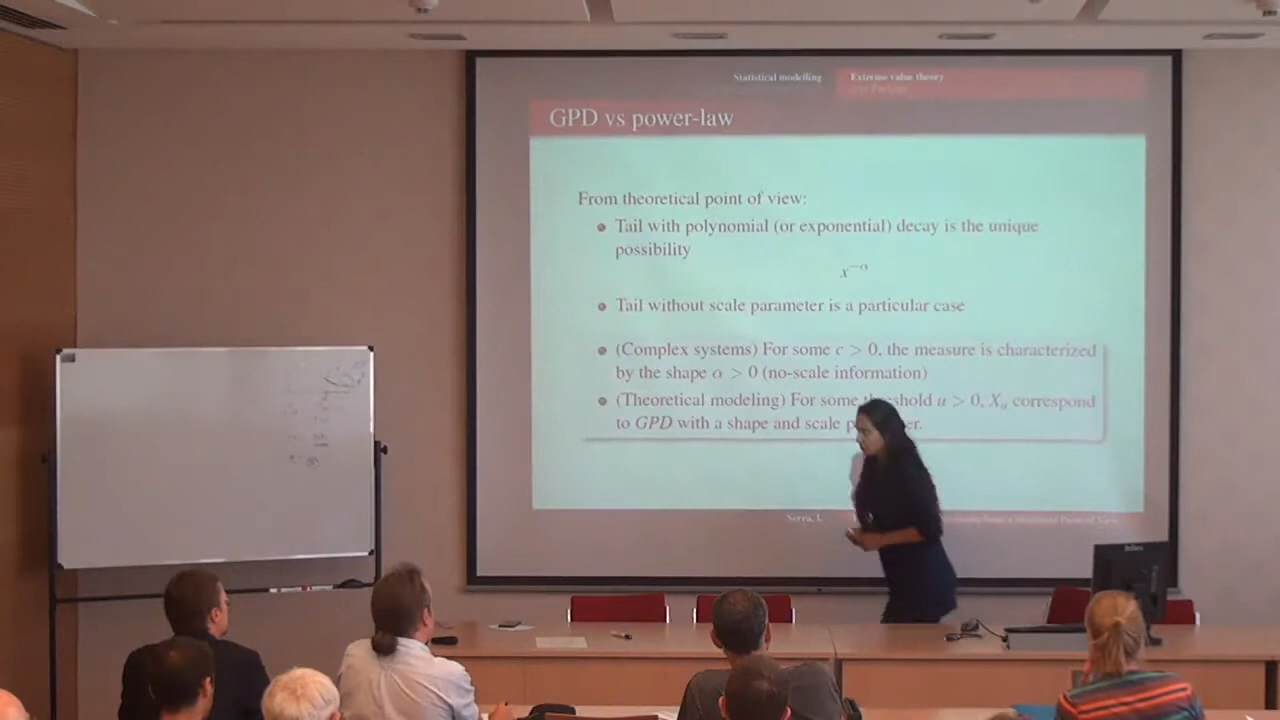 Statistical modelling Extreme value theory
GPD vs power-law
From theoretical point of view:
Tail with polynomial (or exponential) decay is the unique
possibility
x^{-α}
Tail without scale parameter is a particular case
(Complex systems) For some c > 0, the measure is characterized
by the shape α > 0 (no-scale information)
(Theoretical modeling) For some threshold u > 0, X_u correspond
to GPD with a shape and scale p er.
Serra, I.